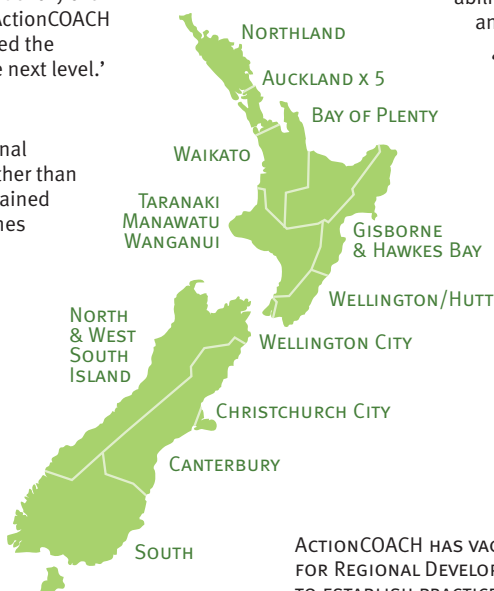 ActionCOACH
ed the
next level.’
nal
ther than
ained
nes
abili
an
Northland
Auckland x 5
Bay of Plenty
Waikato
Taranaki
Manawatu
Wanganui
Gisborne
& Hawkes Bay
Wellington/Hutt
Wellington City
North
& West
South
Island
Christchurch City
Canterbury
South
ActionCOACH has vac
for Regional Develop